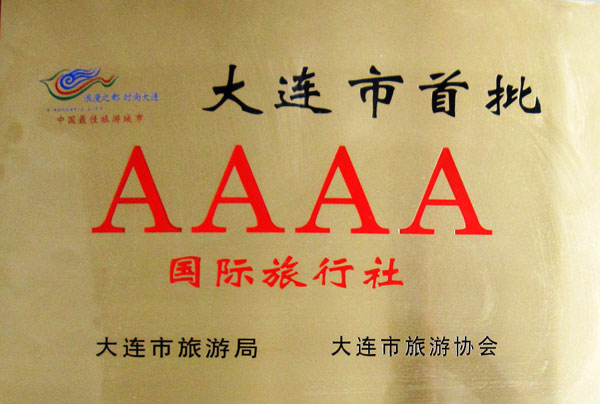 浪漫之都 时尚大连
中国最佳旅游城市
大连市首批
AAAA
国际旅行社
大连市旅游局 大连市旅游协会